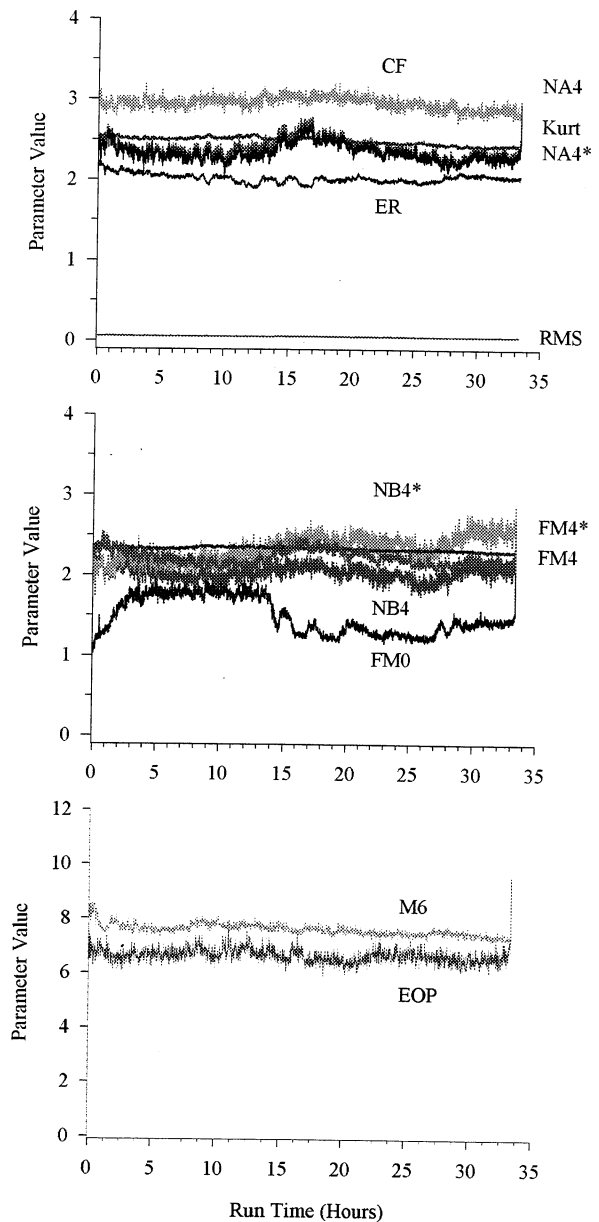 4
CF
NA4
3
Kurt
NA4*
2
ER
1
0
RMS
0 5 10 15 20 25 30 35
Parameter Value
4
3
NB4*
FM4*
FM4
2
NB4
FM0
1
0
0 5 10 15 20 25 30 35
Parameter Value
12
10
M6
8
6
EOP
4
2
0
0 5 10 15 20 25 30 35
Parameter Value
Run Time (Hours)